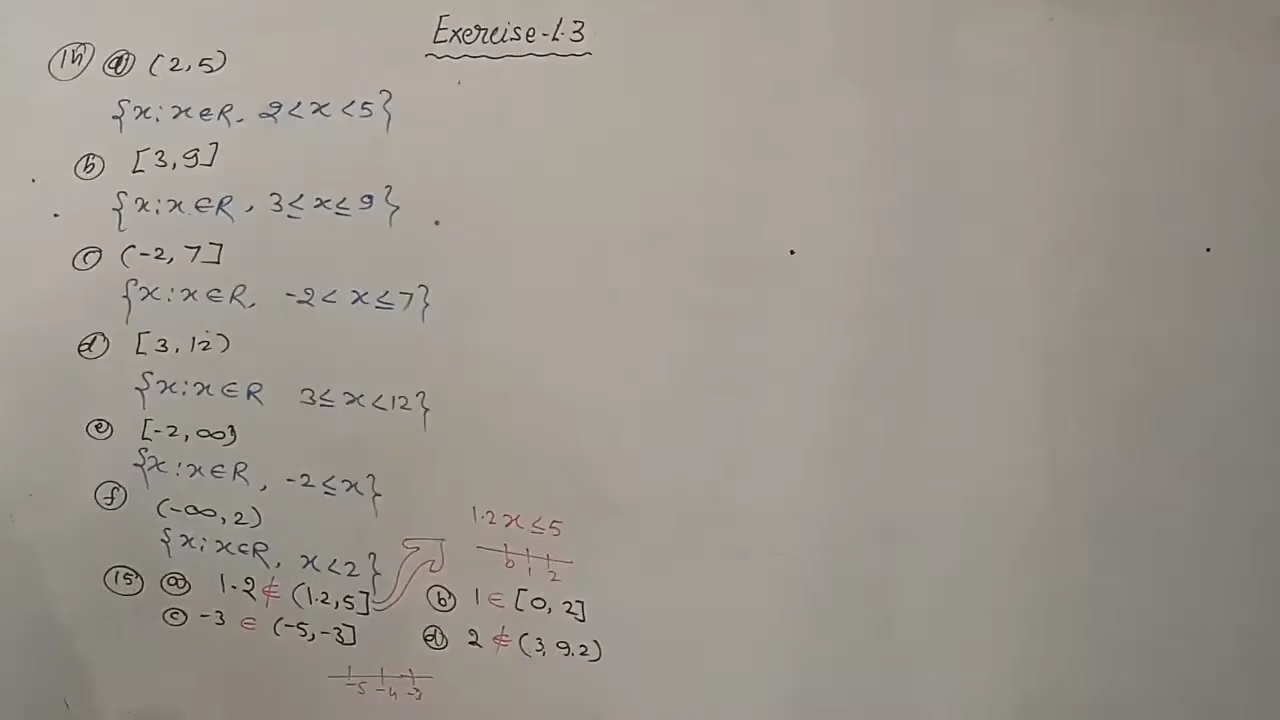 Exercise-1.3
14 a (2,5)
{x:x∈R, 2<x<5}
b [3,9]
{x:x∈R, 3≤x≤9}
c (-2,7]
{x:x∈R, -2<x≤7}
d [3,12)
{x:x∈R 3≤x<12}
e [-2,∞)
{x:x∈R, -2≤x}
f (-∞,2)
{x:x∈R, x<2}
1.2x≤5
0 1 2
15 a 1.2∉(1.2,5] b 1∈[0,2]
c -3∈(-5,-3] d 2∉(3,9.2)
-5 -4 -3